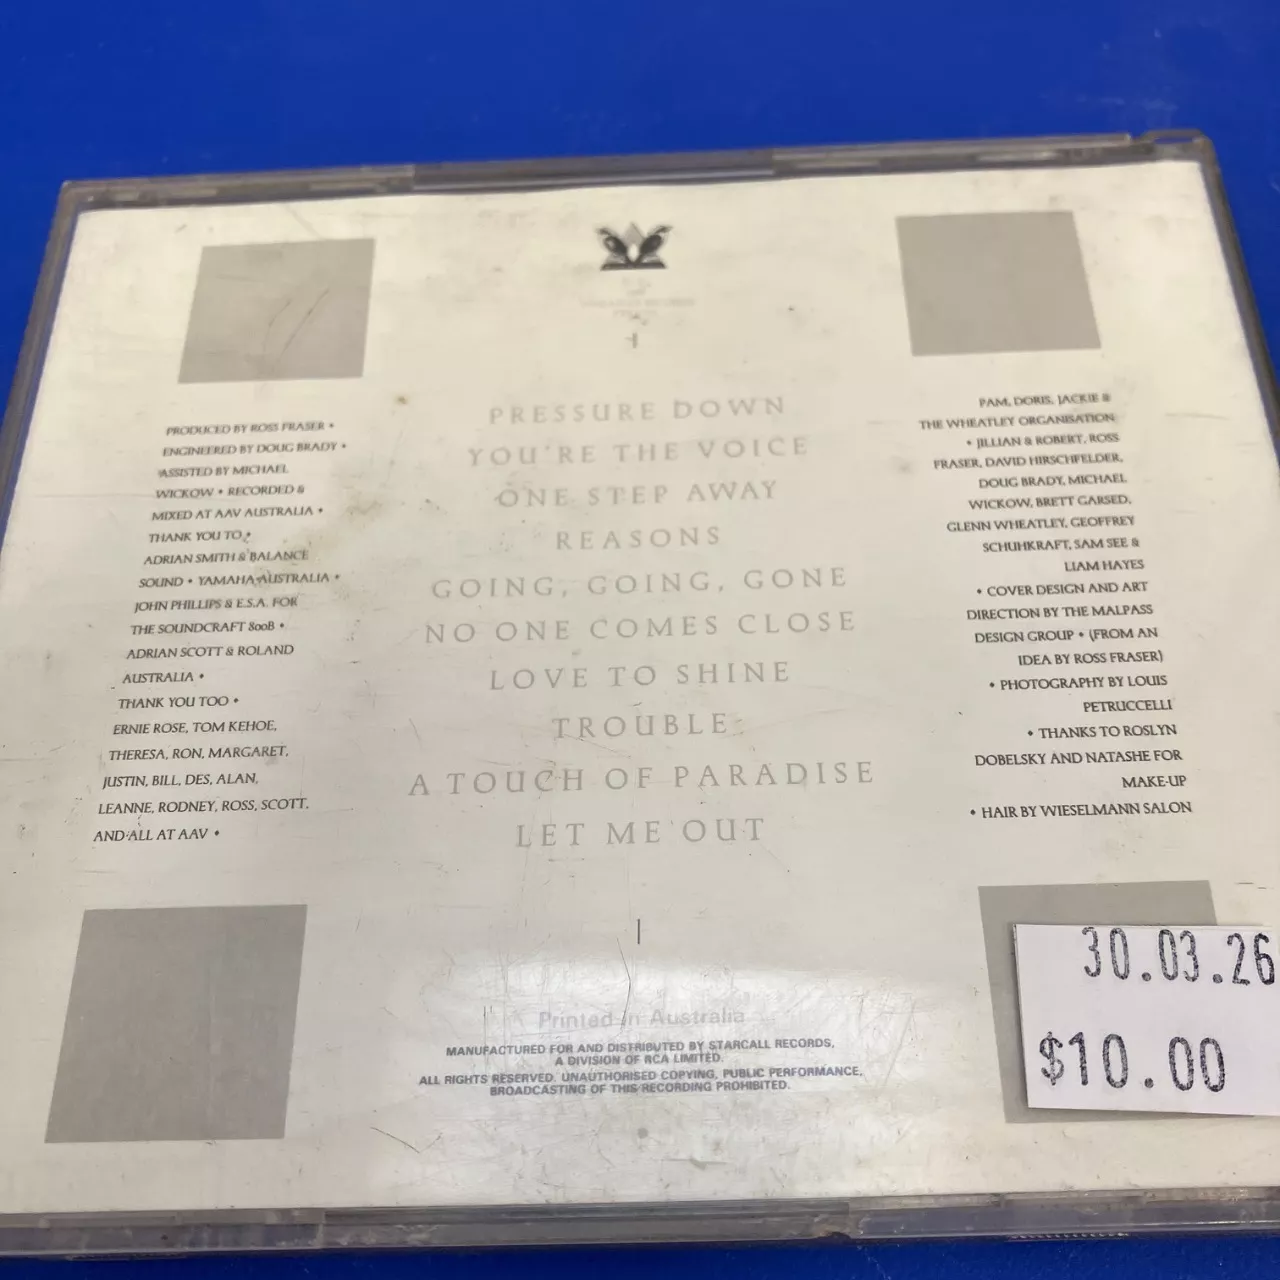 PRESSURE DOWN
YOU'RE THE VOICE
ONE STEP AWAY
REASONS
GOING, GOING, GONE
NO ONE COMES CLOSE
LOVE TO SHINE
TROUBLE
A TOUCH OF PARADISE
LET ME OUT
PRODUCED BY ROSS FRASER •
ENGINEERED BY DOUG BRADY •
ASSISTED BY MICHAEL
WICKOW • RECORDED &
MIXED AT AAV AUSTRALIA •
THANK YOU TO •
ADRIAN SMITH & BALANCE
SOUND • YAMAHA AUSTRALIA •
JOHN PHILLIPS & E.S.A. FOR
THE SOUNDCRAFT 800B •
ADRIAN SCOTT & ROLAND
AUSTRALIA •
THANK YOU TOO •
ERNIE ROSE, TOM KEHOE,
THERESA, RON, MARGARET,
JUSTIN, BILL, DES, ALAN,
LEANNE, RODNEY, ROSS, SCOTT.
AND ALL AT AAV •
PAM, DORIS, JACKIE &
THE WHEATLEY ORGANISATION
• JILLIAN & ROBERT, ROSS
FRASER, DAVID HIRSCHFELDER,
DOUG BRADY, MICHAEL
WICKOW, BRETT GARSED,
GLENN WHEATLEY, GEOFFREY
SCHUHKRAFT, SAM SEE &
LIAM HAYES
• COVER DESIGN AND ART
DIRECTION BY THE MALPASS
DESIGN GROUP • (FROM AN
IDEA BY ROSS FRASER)
• PHOTOGRAPHY BY LOUIS
PETRUCCELLI
• THANKS TO ROSLYN
DOBELSKY AND NATASHE FOR
MAKE-UP
• HAIR BY WIESELMANN SALON
Printed in Australia
MANUFACTURED FOR AND DISTRIBUTED BY STARCALL RECORDS,
A DIVISION OF RCA LIMITED.
ALL RIGHTS RESERVED. UNAUTHORISED COPYING, PUBLIC PERFORMANCE,
BROADCASTING OF THIS RECORDING PROHIBITED.
30.03.26
$10.00